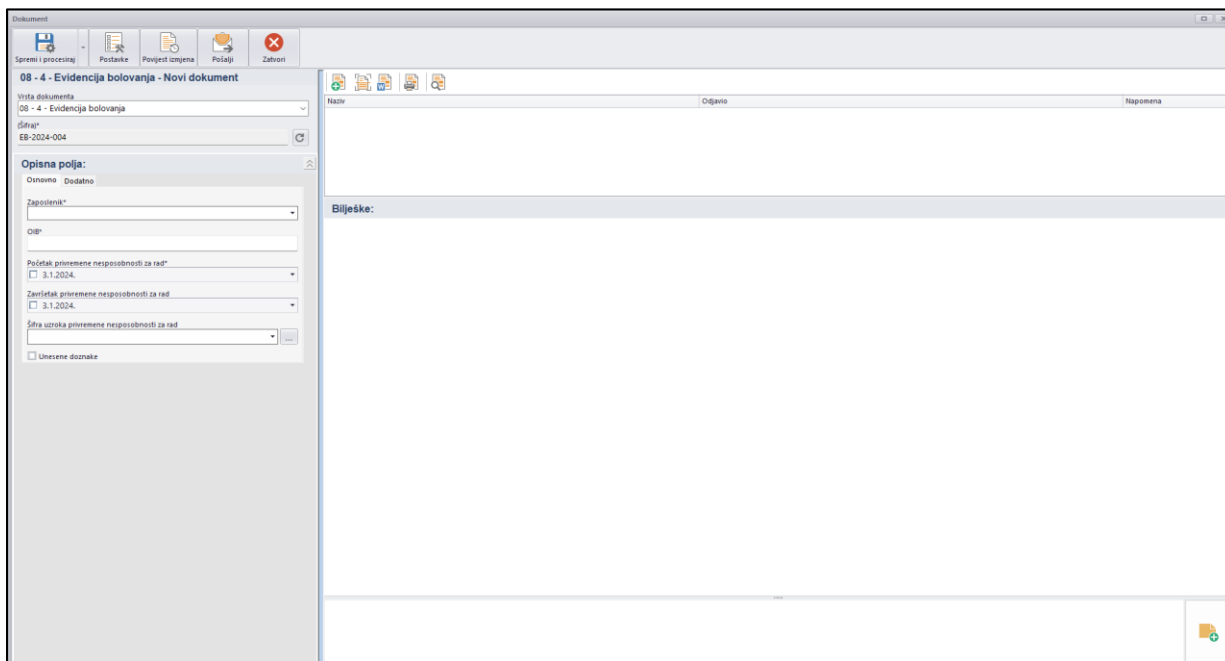 Dokument
Spremi i procesiraj
Postavke
Povijest izmjena
Pošalji
Zatvori
08 - 4 - Evidencija bolovanja - Novi dokument
Vrsta dokumenta
08 - 4 - Evidencija bolovanja
(Šifra)*
EB-2024-004
Opisna polja:
Osnovno Dodatno
Zaposlenik*
OIB*
Početak privremene nesposobnosti za rad*
3.1.2024.
Završetak privremene nesposobnosti za rad
3.1.2024.
Šifra uzroka privremene nesposobnosti za rad
...
Unesene doznake
Naziv Odjavio Napomena
Bilješke: